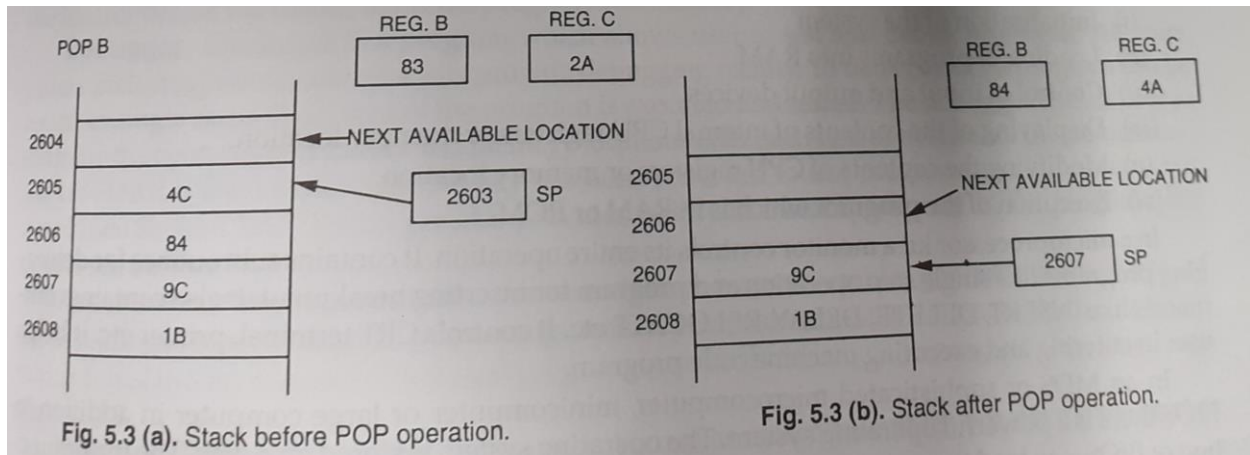 POP B
REG. B
REG. C
83
2A
2604
NEXT AVAILABLE LOCATION
2605
4C
2603
SP
2606
84
2607
9C
2608
1B
Fig. 5.3 (a). Stack before POP operation.
REG. B
REG. C
84
4A
2605
NEXT AVAILABLE LOCATION
2606
2607
9C
2607
SP
2608
1B
Fig. 5.3 (b). Stack after POP operation.